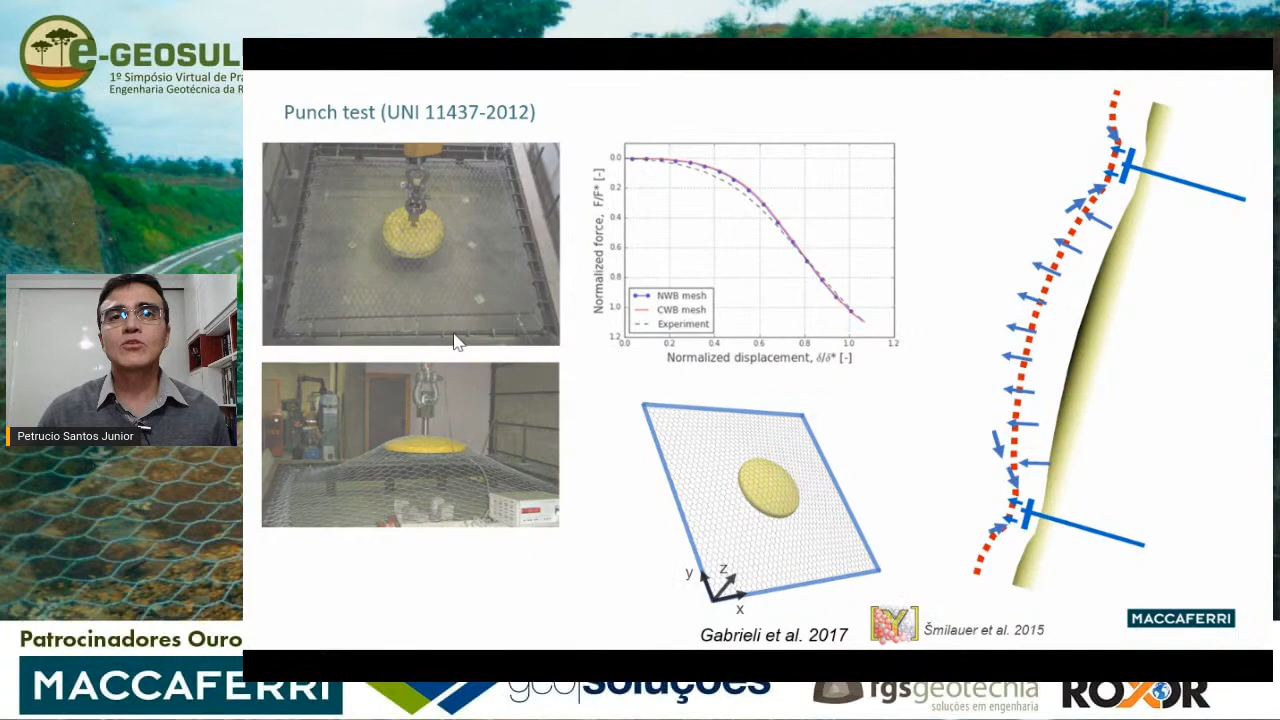 e-GEOSUL
1º Simpósio Virtual de Pra
Engenharia Geotécnica da R
Punch test (UNI 11437-2012)
Normalized force, F/F* [-]
0.0
0.2
0.4
0.6
0.8
1.0
1.2
NWB mesh
CWB mesh
Experiment
0.0 0.2 0.4 0.6 0.8 1.0 1.2
Normalized displacement, δ/δ* [-]
Petrucio Santos Junior
y
z
x
Gabrieli et al. 2017
Y
Šmilauer et al. 2015
MACCAFERRI
Patrocinadores Ouro
MACCAFERRI
geo|soluções
fgsgeotecnia
soluções em engenharia
ROXOR